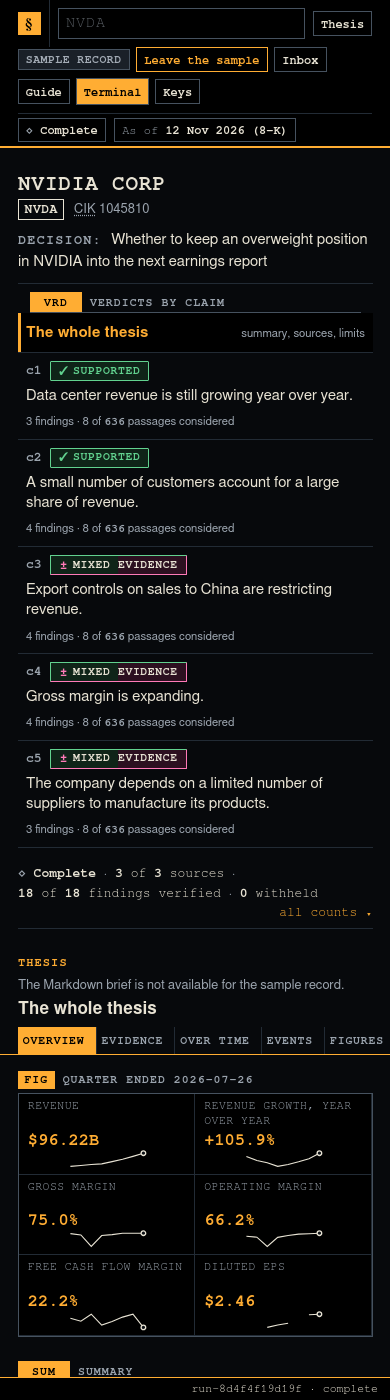 § NVDA Thesis
SAMPLE RECORD Leave the sample Inbox
Guide Terminal Keys
◇ Complete As of 12 Nov 2026 (8-K)
NVIDIA CORP
NVDA CIK 1045810
DECISION: Whether to keep an overweight position
in NVIDIA into the next earnings report
VRD VERDICTS BY CLAIM
The whole thesis summary, sources, limits
c1 ✓ SUPPORTED
Data center revenue is still growing year over year.
3 findings · 8 of 636 passages considered
c2 ✓ SUPPORTED
A small number of customers account for a large
share of revenue.
4 findings · 8 of 636 passages considered
c3 ± MIXED EVIDENCE
Export controls on sales to China are restricting
revenue.
4 findings · 8 of 636 passages considered
c4 ± MIXED EVIDENCE
Gross margin is expanding.
4 findings · 8 of 636 passages considered
c5 ± MIXED EVIDENCE
The company depends on a limited number of
suppliers to manufacture its products.
3 findings · 8 of 636 passages considered
◇ Complete · 3 of 3 sources ·
18 of 18 findings verified · 0 withheld
all counts ▾
THESIS
The Markdown brief is not available for the sample record.
The whole thesis
OVERVIEW EVIDENCE OVER TIME EVENTS FIGURES
FIG QUARTER ENDED 2026-07-26
REVENUE
$96.22B
REVENUE GROWTH, YEAR
OVER YEAR
+105.9%
GROSS MARGIN
75.0%
OPERATING MARGIN
66.2%
FREE CASH FLOW MARGIN
22.2%
DILUTED EPS
$2.46
SUM SUMMARY
run-8d4f4f19d19f · complete